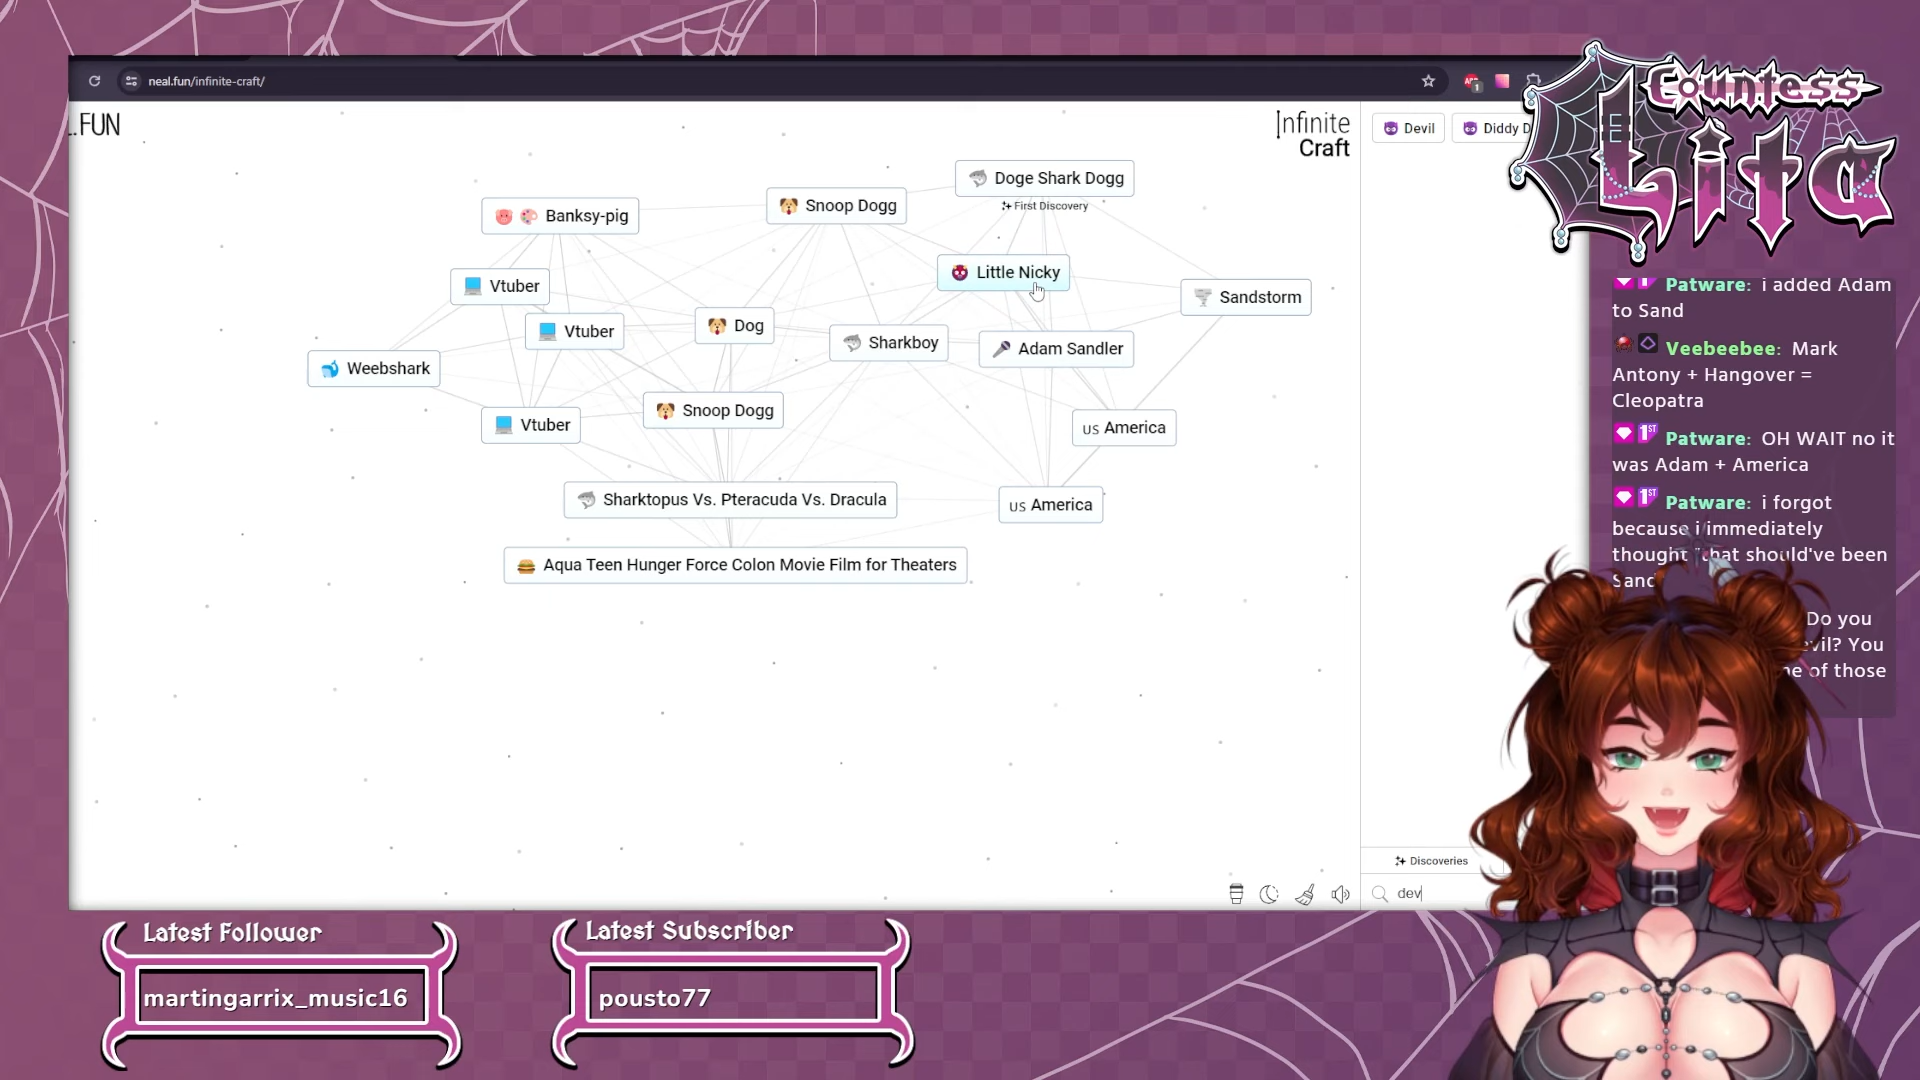 neal.fun/infinite-craft/
.FUN
Infinite
Craft
Devil
Diddy D
Countess
Lita
Doge Shark Dogg
First Discovery
Banksy-pig
Snoop Dogg
Little Nicky
Vtuber
Sandstorm
Vtuber
Dog
Sharkboy
Adam Sandler
Weebshark
Snoop Dogg
Vtuber
US America
Sharktopus Vs. Pteracuda Vs. Dracula
US America
Aqua Teen Hunger Force Colon Movie Film for Theaters
Patware: i added Adam
to Sand
Veebeebee: Mark
Antony + Hangover =
Cleopatra
Patware: OH WAIT no it
was Adam + America
Patware: i forgot
because i immediately
thought "that should've been
Sand
Do you
evil? You
of those
Discoveries
dev
Latest Follower
martingarrix_music16
Latest Subscriber
pousto77